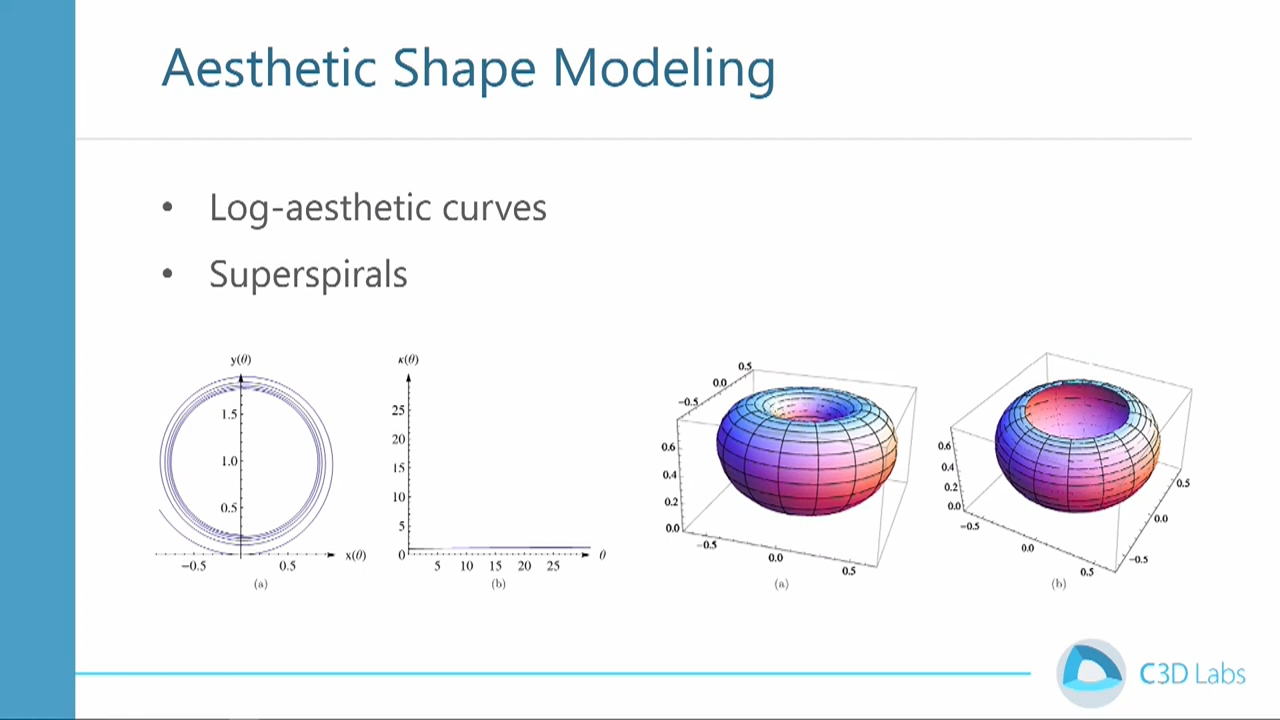 Aesthetic Shape Modeling
• Log-aesthetic curves
• Superspirals
y(θ)
1.5
1.0
0.5
−0.5
0.5
x(θ)
(a)
κ(θ)
25
20
15
10
5
0
5 10 15 20 25
θ
(b)
0.5
0.0
−0.5
0.6
0.4
0.2
0.0
−0.5
0.0
0.5
(a)
0.6
0.4
0.2
0.0
−0.5
0.0
0.5
0.5
0.0
−0.5
(b)
C3D Labs